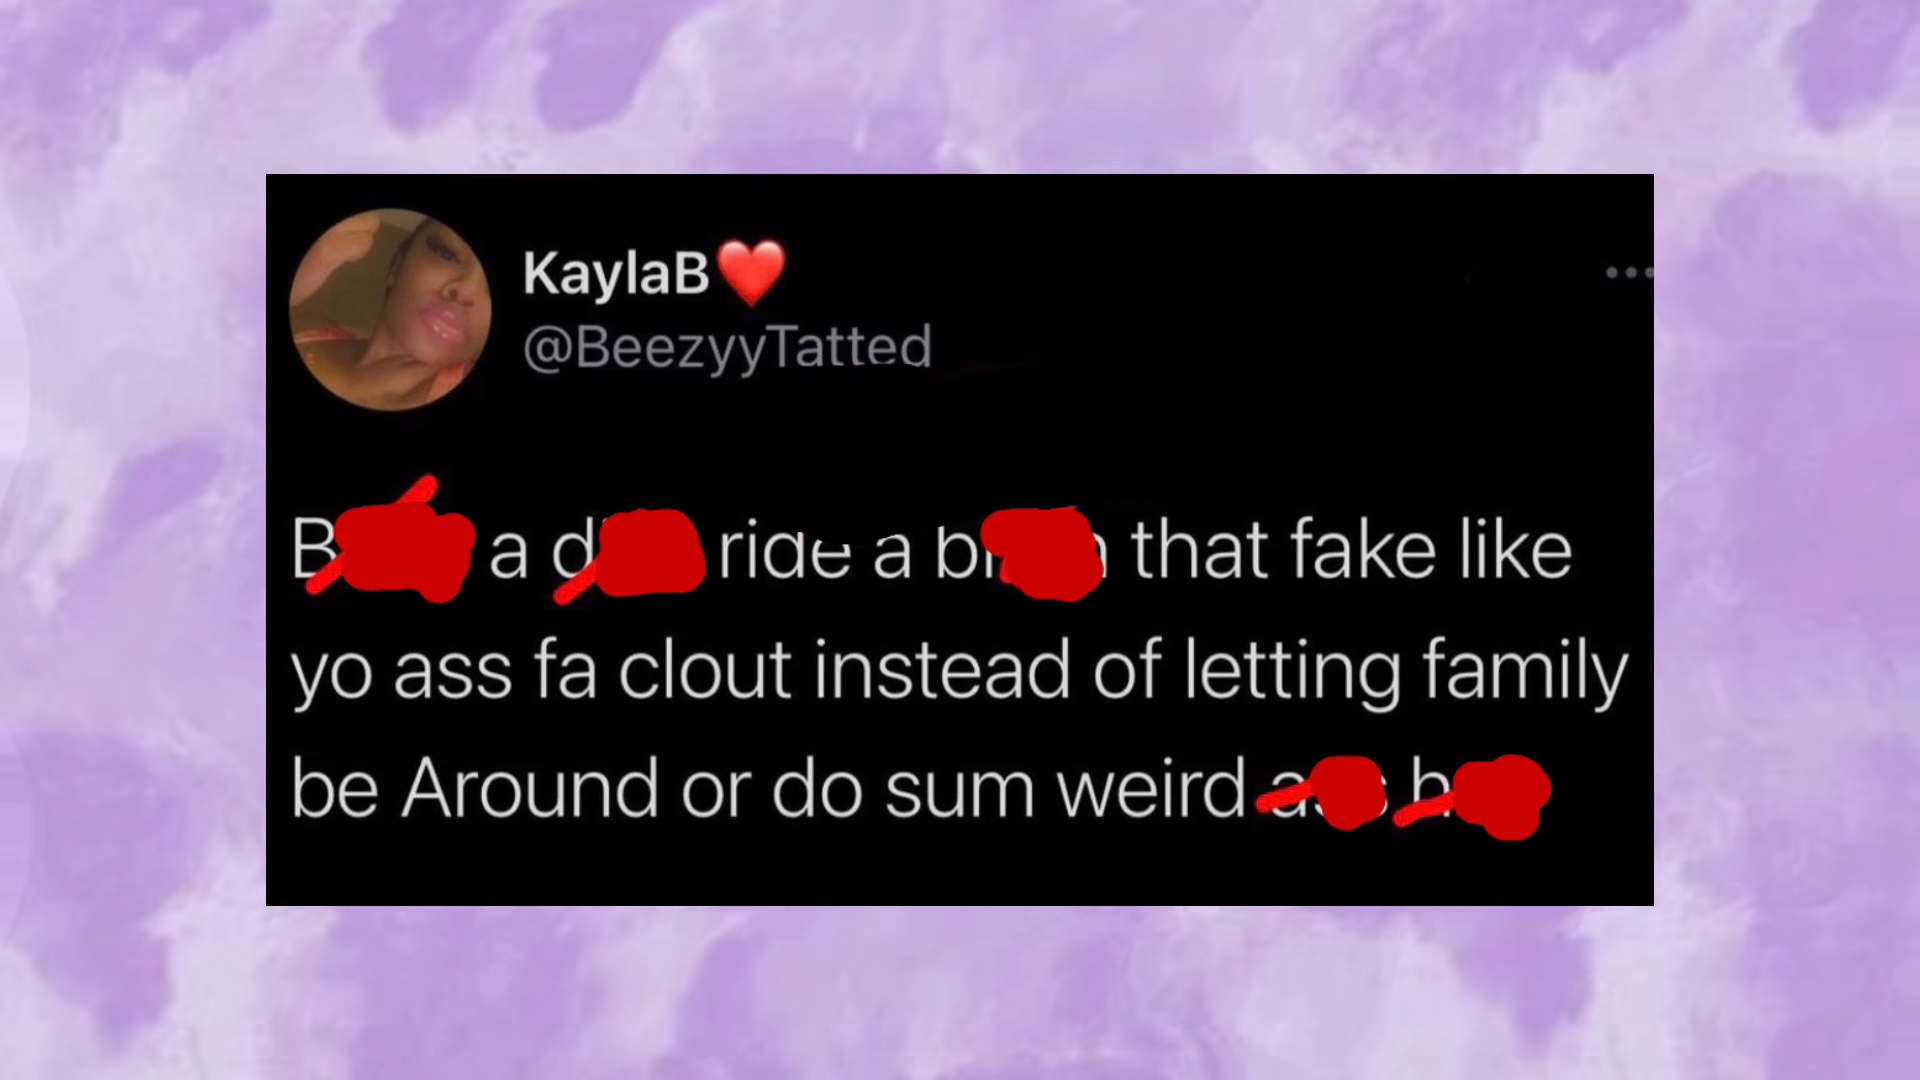 KaylaB❤️
@BeezyyTatted
a ride a that fake like
yo ass fa clout instead of letting family
be Around or do sum weird